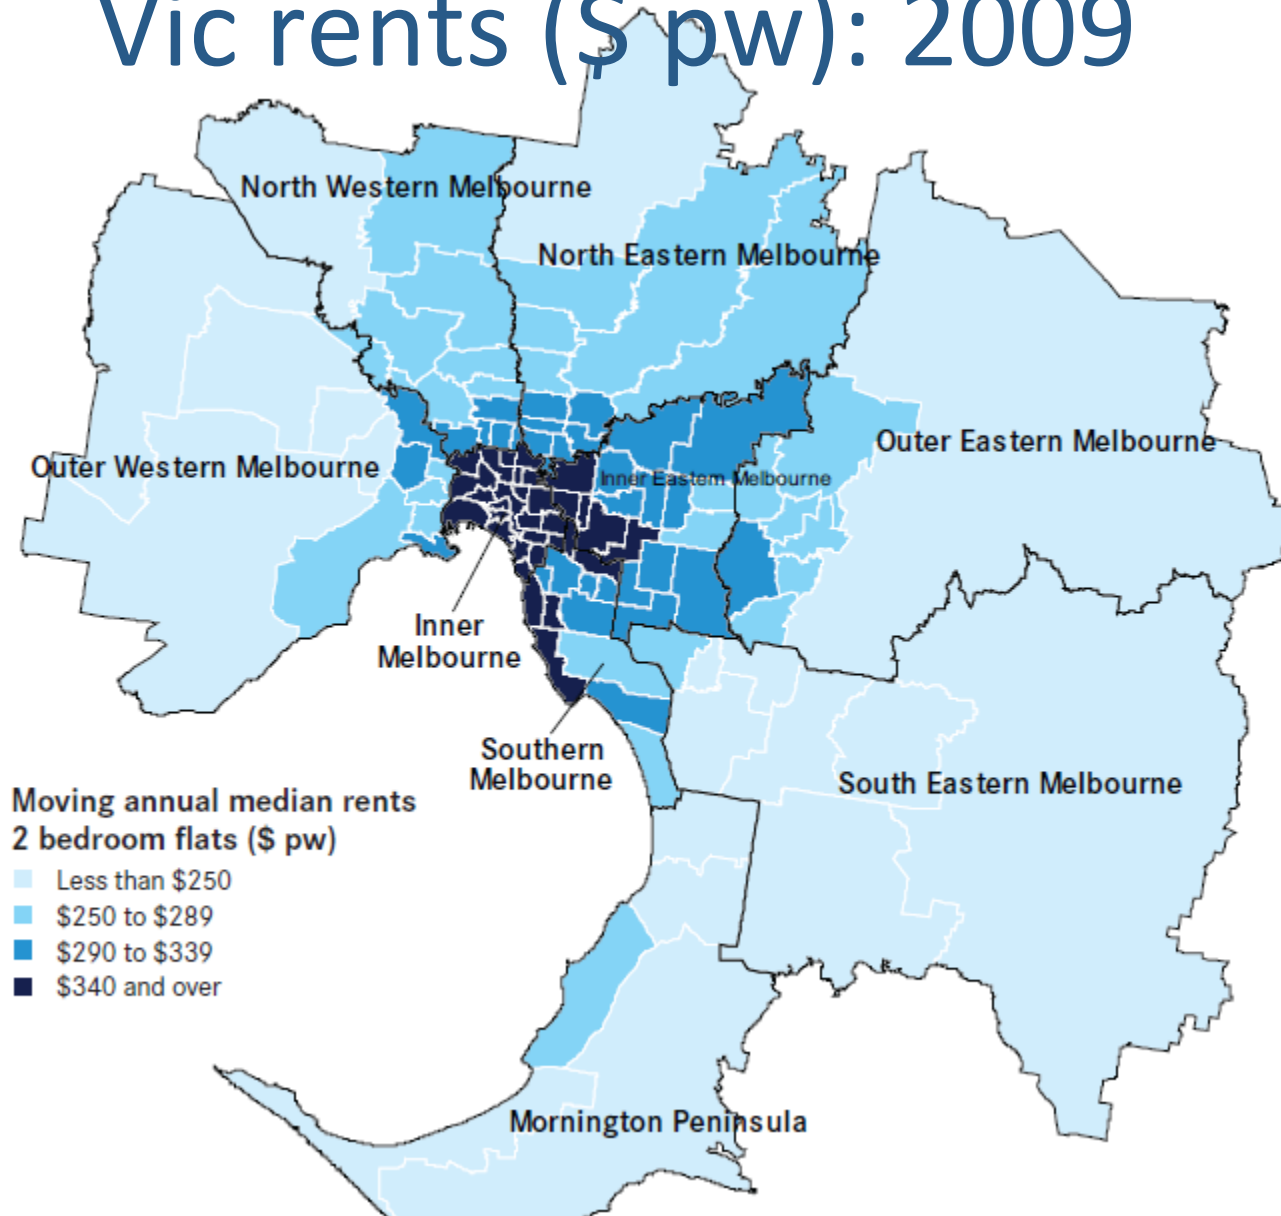 Vic rents ($ pw): 2009
North Western Melbourne
North Eastern Melbourne
Outer Eastern Melbourne
Outer Western Melbourne
Inner Eastern Melbourne
Inner
Melbourne
Southern
Melbourne
South Eastern Melbourne
Moving annual median rents
2 bedroom flats ($ pw)
Less than $250
$250 to $289
$290 to $339
$340 and over
Mornington Peninsula